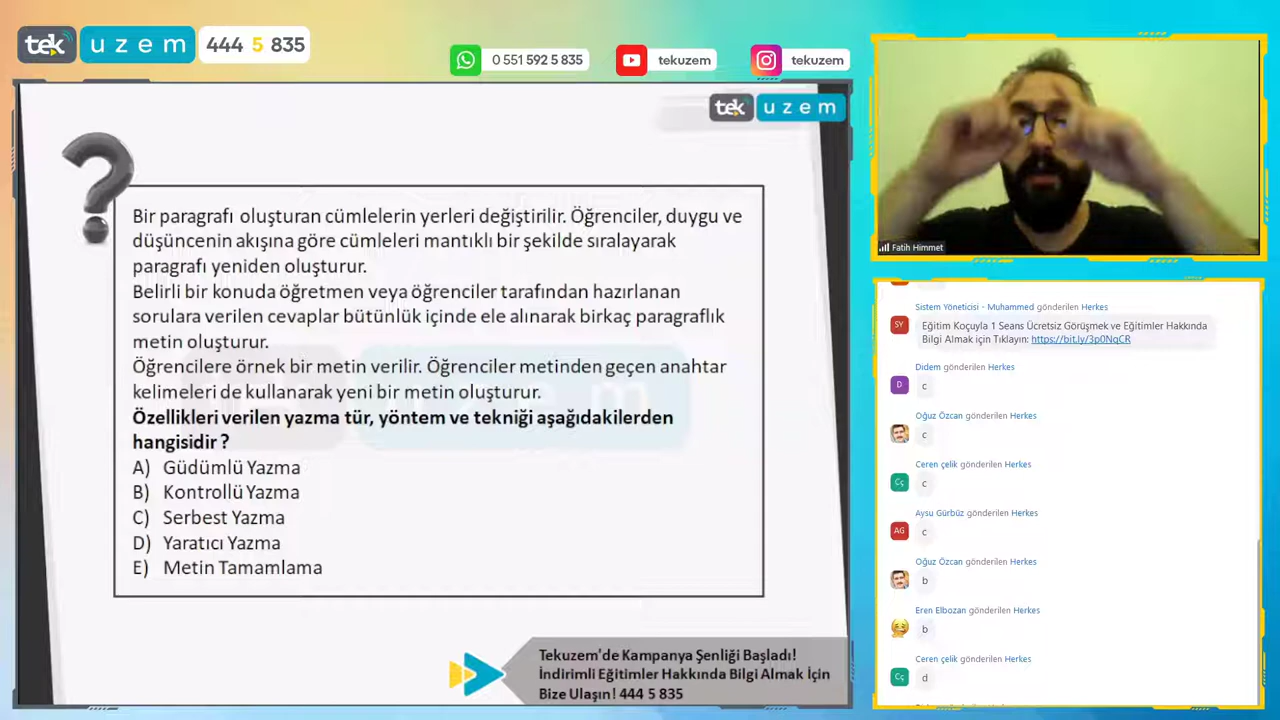 tek uzem 444 5 835
0 551 592 5 835
tekuzem
tekuzem
tek uzem
Bir paragrafı oluşturan cümlelerin yerleri değiştirilir. Öğrenciler, duygu ve
düşüncenin akışına göre cümleleri mantıklı bir şekilde sıralayarak
paragrafı yeniden oluşturur.
Belirli bir konuda öğretmen veya öğrenciler tarafından hazırlanan
sorulara verilen cevaplar bütünlük içinde ele alınarak birkaç paragraflık
metin oluşturur.
Öğrencilere örnek bir metin verilir. Öğrenciler metinden geçen anahtar
kelimeleri de kullanarak yeni bir metin oluşturur.
Özellikleri verilen yazma tür, yöntem ve tekniği aşağıdakilerden
hangisidir ?
A) Güdümlü Yazma
B) Kontrollü Yazma
C) Serbest Yazma
D) Yaratıcı Yazma
E) Metin Tamamlama
Tekuzem'de Kampanya Şenliği Başladı!
İndirimli Eğitimler Hakkında Bilgi Almak İçin
Bize Ulaşın! 444 5 835
Fatih Himmet
Sistem Yöneticisi - Muhammed gönderilen Herkes
SY
Eğitim Koçuyla 1 Seans Ücretsiz Görüşmek ve Eğitimler Hakkında
Bilgi Almak için Tıklayın: https://bit.ly/3p0NqCR
Didem gönderilen Herkes
D c
Oğuz Özcan gönderilen Herkes
c
Ceren çelik gönderilen Herkes
Cç c
Aysu Gürbüz gönderilen Herkes
AG c
Oğuz Özcan gönderilen Herkes
b
Eren Elbozan gönderilen Herkes
b
Ceren çelik gönderilen Herkes
Cç d